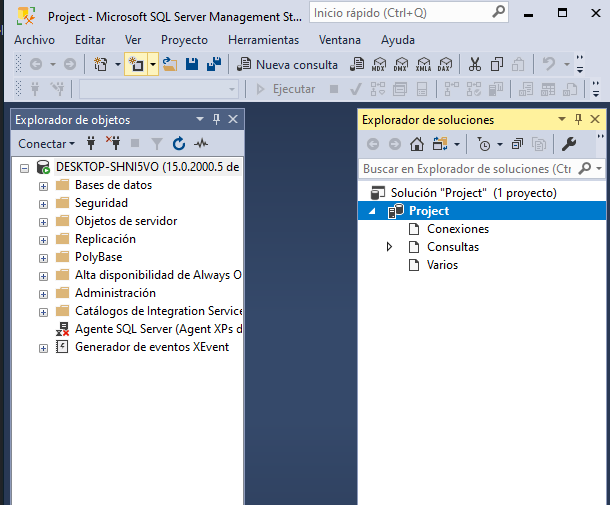 Project - Microsoft SQL Server Management St...
Inicio rápido (Ctrl+Q)
Archivo Editar Ver Proyecto Herramientas Ventana Ayuda
Nueva consulta MDX DMX XMLA DAX
Ejecutar
Explorador de objetos
Conectar
DESKTOP-SHNI5VO (15.0.2000.5 de
Bases de datos
Seguridad
Objetos de servidor
Replicación
PolyBase
Alta disponibilidad de Always O
Administración
Catálogos de Integration Service
Agente SQL Server (Agent XPs d
Generador de eventos XEvent
Explorador de soluciones
Buscar en Explorador de soluciones (Ctr
Solución "Project" (1 proyecto)
Project
Conexiones
Consultas
Varios